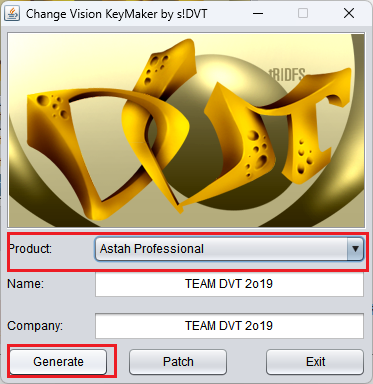 Change Vision KeyMaker by s!DVT
DVT
tRIDFS
Product: Astah Professional
Name: TEAM DVT 2o19
Company: TEAM DVT 2o19
Generate Patch Exit